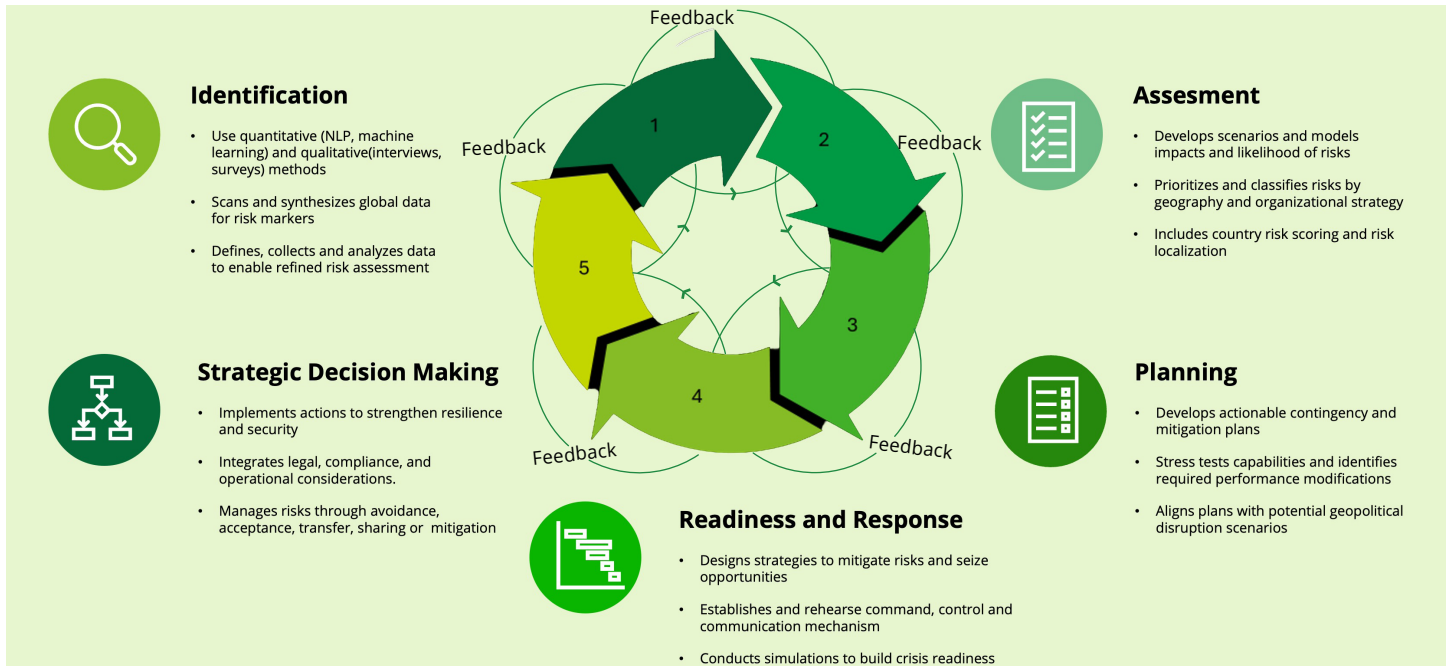 Feedback
Identification
• Use quantitative (NLP, machine
learning) and qualitative(interviews,
surveys) methods
• Scans and synthesizes global data
for risk markers
• Defines, collects and analyzes data
to enable refined risk assessment
Feedback
1
2
Feedback
Assesment
• Develops scenarios and models
impacts and likelihood of risks
• Prioritizes and classifies risks by
geography and organizational strategy
• Includes country risk scoring and risk
localization
5
3
4
Strategic Decision Making
• Implements actions to strengthen resilience
and security
• Integrates legal, compliance, and
operational considerations.
• Manages risks through avoidance,
acceptance, transfer, sharing or mitigation
Feedback
Feedback
Planning
• Develops actionable contingency and
mitigation plans
• Stress tests capabilities and identifies
required performance modifications
• Aligns plans with potential geopolitical
disruption scenarios
Readiness and Response
• Designs strategies to mitigate risks and seize
opportunities
• Establishes and rehearse command, control and
communication mechanism
• Conducts simulations to build crisis readiness